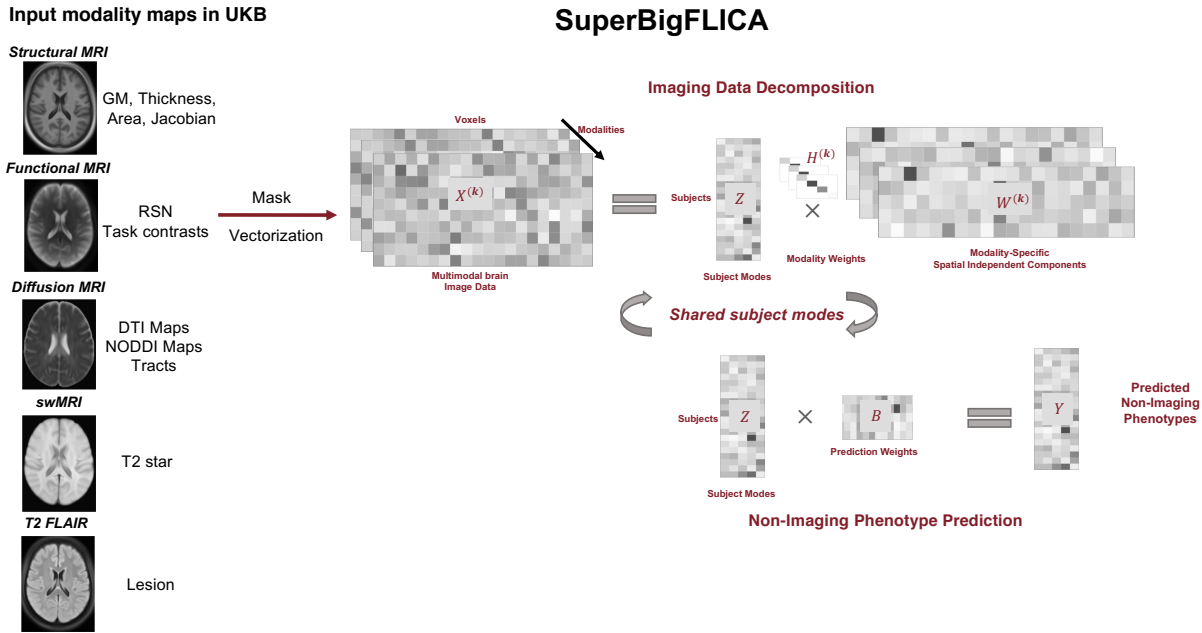 Input modality maps in UKB
SuperBigFLICA
Structural MRI
GM, Thickness,
Area, Jacobian
Functional MRI
RSN
Task contrasts
Diffusion MRI
DTI Maps
NODDI Maps
Tracts
swMRI
T2 star
T2 FLAIR
Lesion
Mask
Vectorization
Imaging Data Decomposition
Voxels
Modalities
X^(k)
Multimodal brain
Image Data
Subjects
Z
Subject Modes
H^(k)
×
Modality Weights
W^(k)
Modality-Specific
Spatial Independent Components
Shared subject modes
Subjects
Z
Subject Modes
×
B
Prediction Weights
Y
Predicted
Non-Imaging
Phenotypes
Non-Imaging Phenotype Prediction